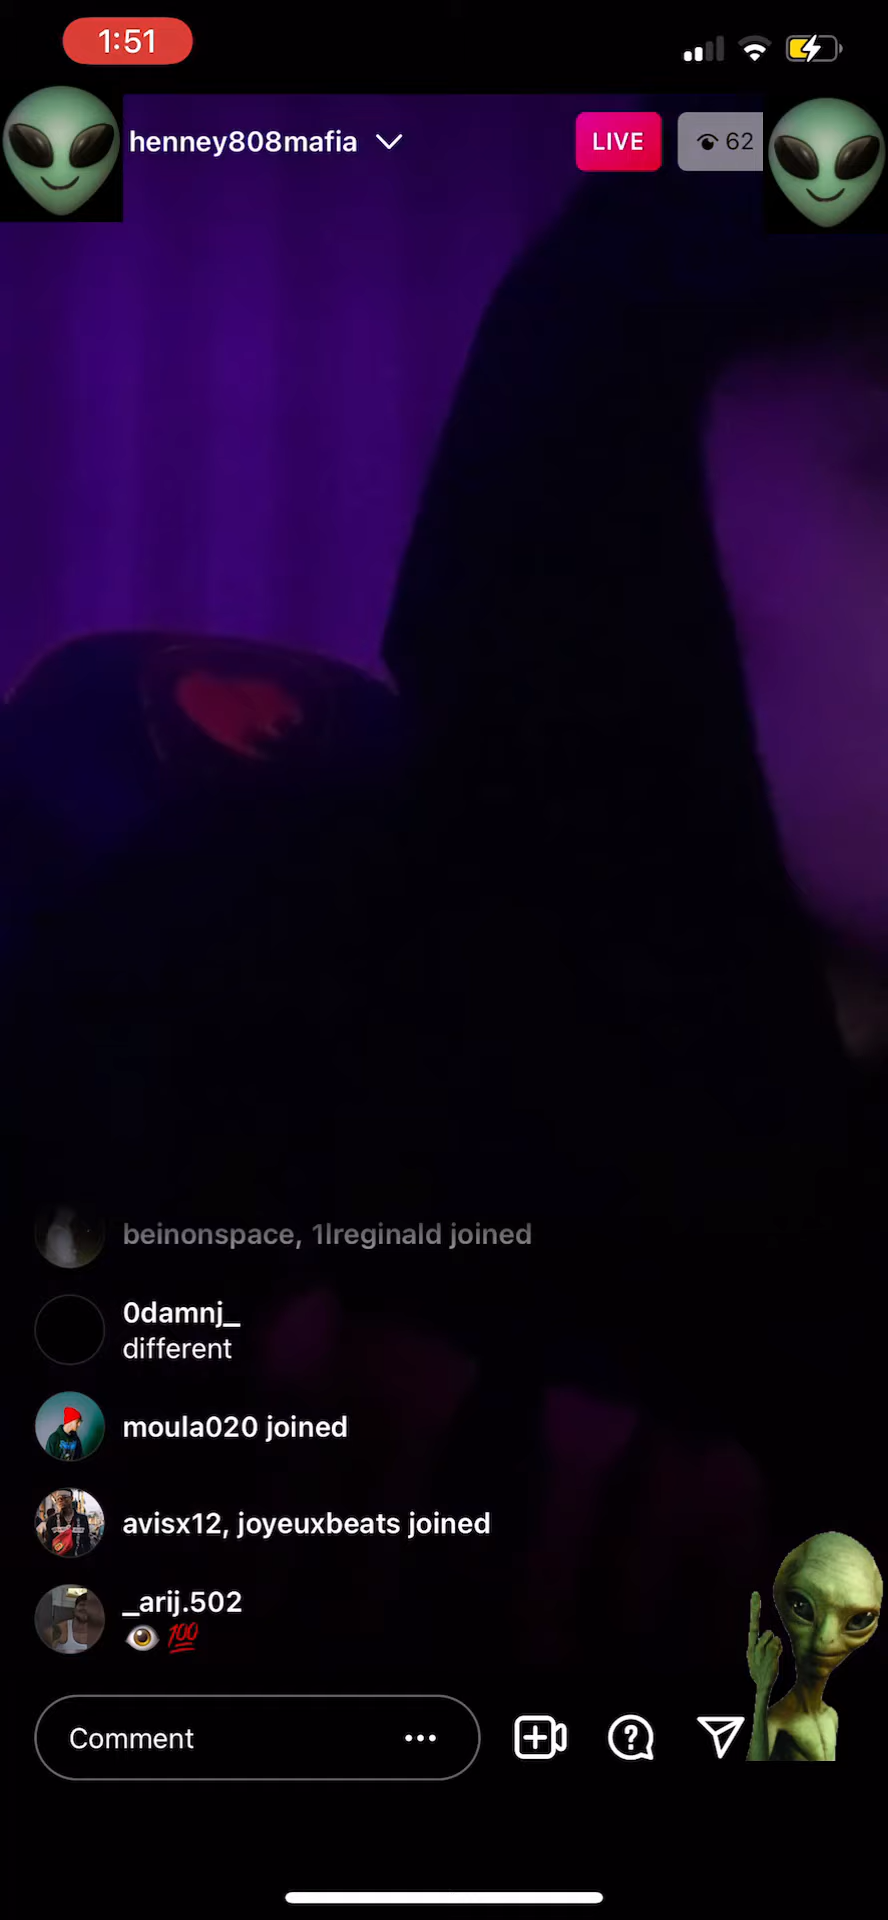 1:51
henney808mafia
LIVE
62
beinonspace, 1lreginald joined
0damnj_
different
moula020 joined
avisx12, joyeuxbeats joined
_arij.502
👁️ 💯
Comment